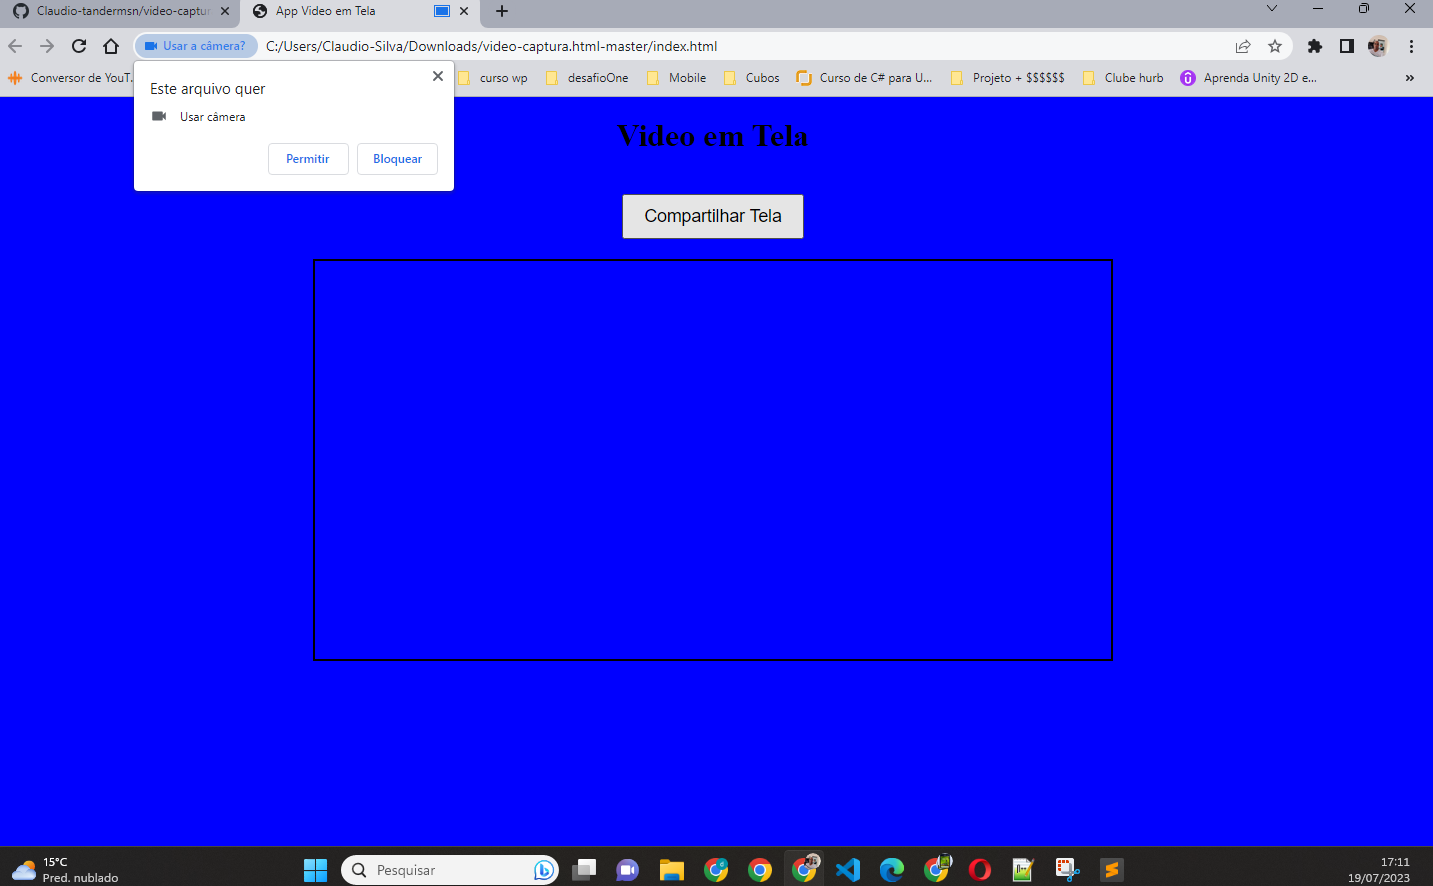 Claudio-tandermsn/video-captur
App Video em Tela
Usar a câmera?
C:/Users/Claudio-Silva/Downloads/video-captura.html-master/index.html
Conversor de YouT...
curso wp
desafioOne
Mobile
Cubos
Curso de C# para U...
Projeto + $$$$$$
Clube hurb
Aprenda Unity 2D e...
»
Este arquivo quer
Usar câmera
Permitir
Bloquear
Video em Tela
Compartilhar Tela
15°C
Pred. nublado
Pesquisar
17:11
19/07/2023